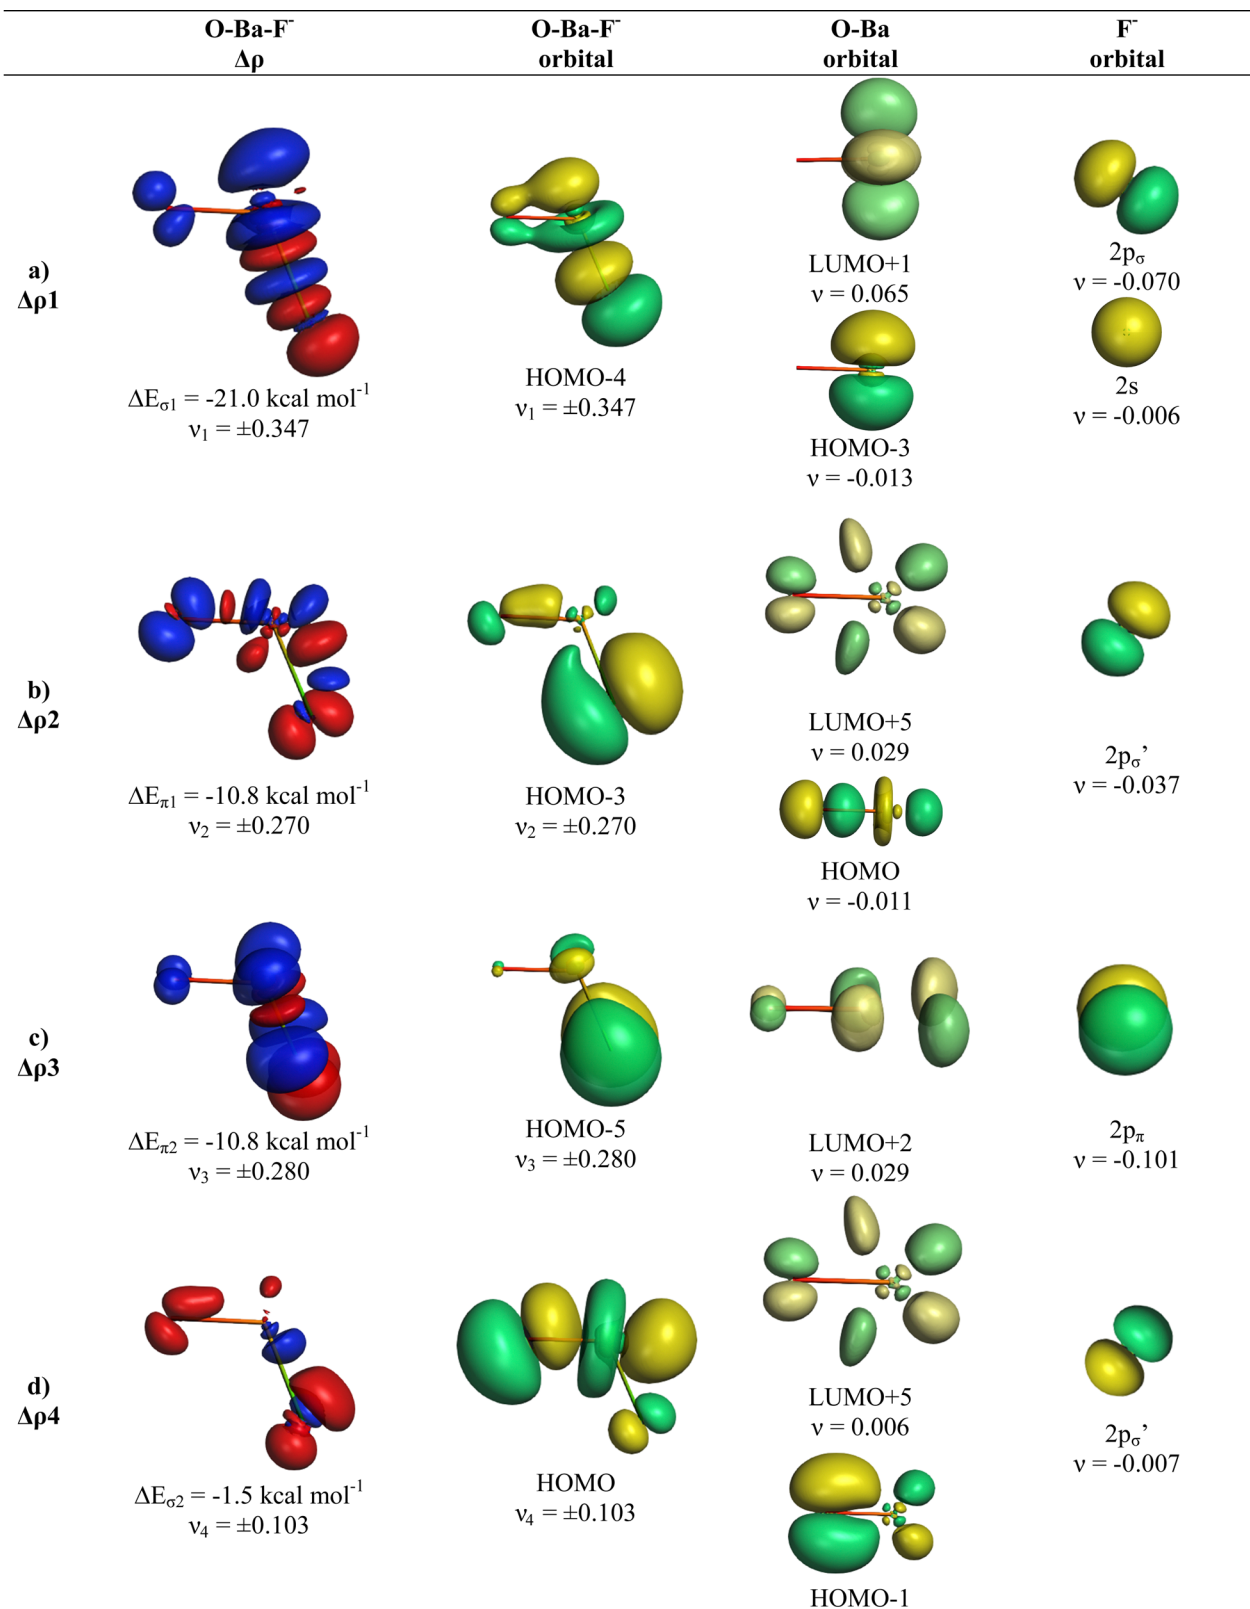 O-Ba-F⁻ O-Ba-F⁻ O-Ba F⁻
Δρ orbital orbital orbital
a)
Δρ1
ΔEσ1 = -21.0 kcal mol⁻¹
ν₁ = ±0.347
HOMO-4
ν₁ = ±0.347
LUMO+1
ν = 0.065
HOMO-3
ν = -0.013
2pσ
ν = -0.070
2s
ν = -0.006
b)
Δρ2
ΔEπ1 = -10.8 kcal mol⁻¹
ν₂ = ±0.270
HOMO-3
ν₂ = ±0.270
LUMO+5
ν = 0.029
HOMO
ν = -0.011
2pσ’
ν = -0.037
c)
Δρ3
ΔEπ2 = -10.8 kcal mol⁻¹
ν₃ = ±0.280
HOMO-5
ν₃ = ±0.280
LUMO+2
ν = 0.029
2pπ
ν = -0.101
d)
Δρ4
ΔEσ2 = -1.5 kcal mol⁻¹
ν₄ = ±0.103
HOMO
ν₄ = ±0.103
LUMO+5
ν = 0.006
HOMO-1
2pσ’
ν = -0.007